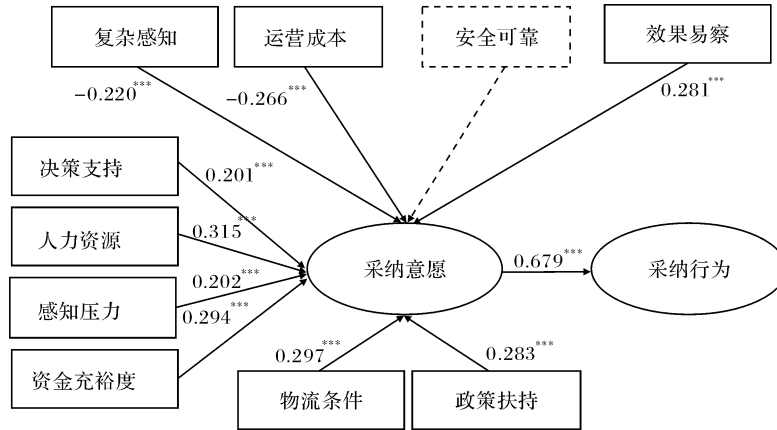 复杂感知
运营成本
安全可靠
效果易察
−0.220***
−0.266***
0.281***
决策支持
0.201***
人力资源
0.315***
采纳意愿
0.679***
采纳行为
感知压力
0.202***
0.294***
资金充裕度
0.297***
0.283***
物流条件
政策扶持